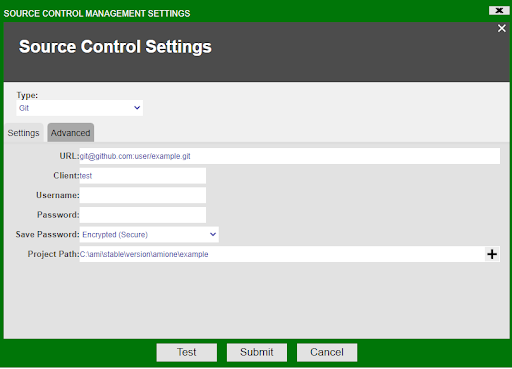 SOURCE CONTROL MANAGEMENT SETTINGS
Source Control Settings
Type:
Git
Settings Advanced
URL: git@github.com:user/example.git
Client: test
Username:
Password:
Save Password: Encrypted (Secure)
Project Path: C:\ami\stable\version\amione\example
Test Submit Cancel